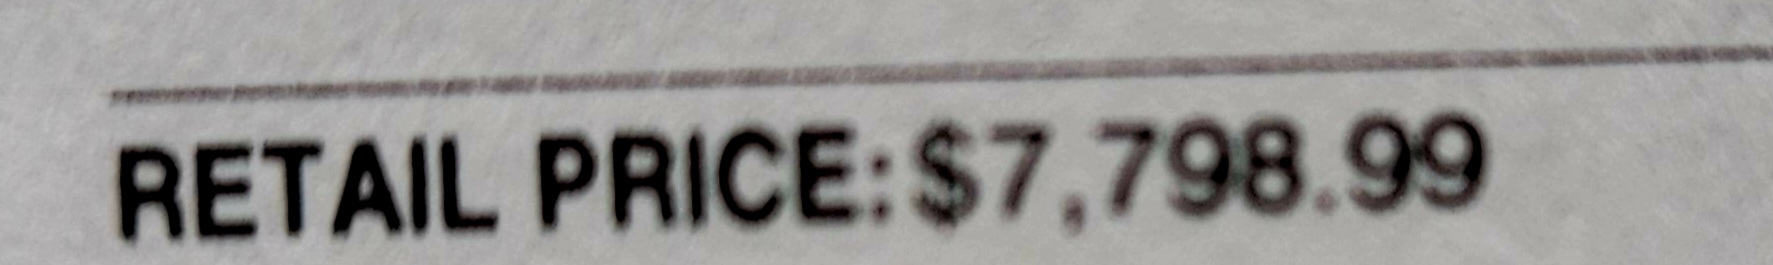 RETAIL PRICE: $7,798.99